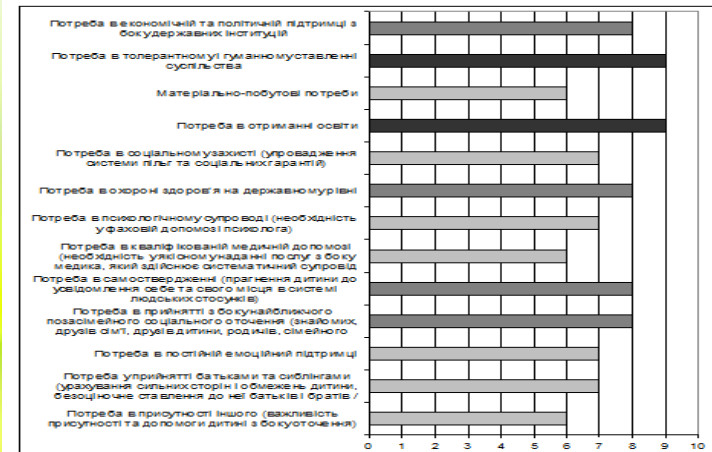 Потреба в економічній та політичній підтримці з
боку державних інституцій
Потреба в толерантному і гуманному ставленні
суспільства
Матеріально-побутові потреби
Потреба в отриманні освіти
Потреба в соціальному захисті (упровадження
системи пільг та соціальних гарантій)
Потреба в охороні здоров'я на державному рівні
Потреба в психологічному супроводі (необхідність
у фаховій допомозі психолога)
Потреба в кваліфікованій медичній допомозі
(необхідність у якісному наданні послуг з боку
медика, який здійснює систематичний супровід
Потреба в самоствердженні (прагнення дитини до
усвідомлення себе та свого місця в системі
людських стосунків)
Потреба в прийнятті з боку найближчого
позасімейного соціального оточення (знайомих,
друзів сім'ї, друзів дитини, родичів, сімейного
Потреба в постійній емоційній підтримці
Потреба у прийнятті батьками та сиблінгами
(урахування сильних сторін і обмежень дитини,
безоціночне ставлення до неї батьків і братів /
Потреба в присутності іншого (важливість
присутності та допомоги дитині з боку оточення)
0 1 2 3 4 5 6 7 8 9 10